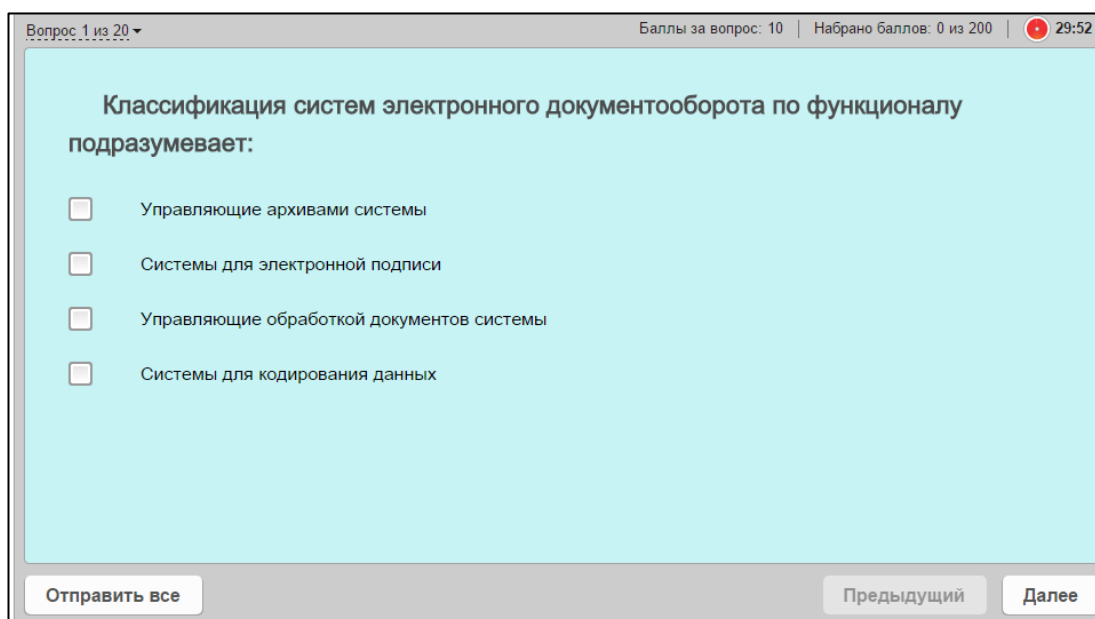 Вопрос 1 из 20
Баллы за вопрос: 10 | Набрано баллов: 0 из 200 | 29:52
Классификация систем электронного документооборота по функционалу
подразумевает:
Управляющие архивами системы
Системы для электронной подписи
Управляющие обработкой документов системы
Системы для кодирования данных
Отправить все
Предыдущий
Далее